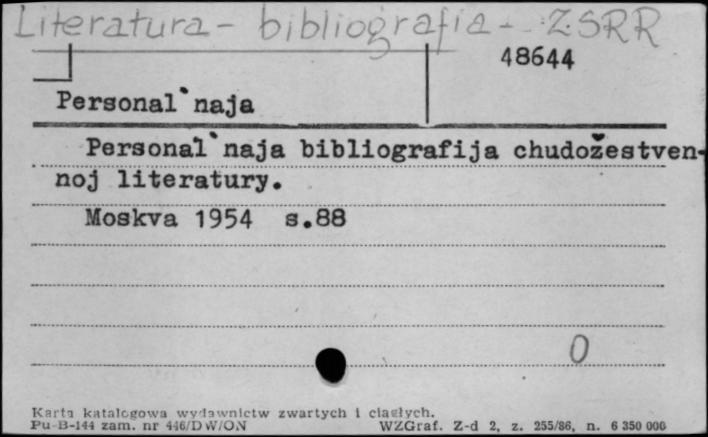 Literatura - bibliografia - ZSRR
48644
Personal'naja
Personal'naja bibliografija chudožestven-
noj literatury.
Moskva 1954 s.88
0
Karta katalogowa wydawnictw zwartych i ciągłych.
Pu-B-144 zam. nr 446/DW/ON WZGraf. Z-d 2, z. 255/86, n. 6 350 000